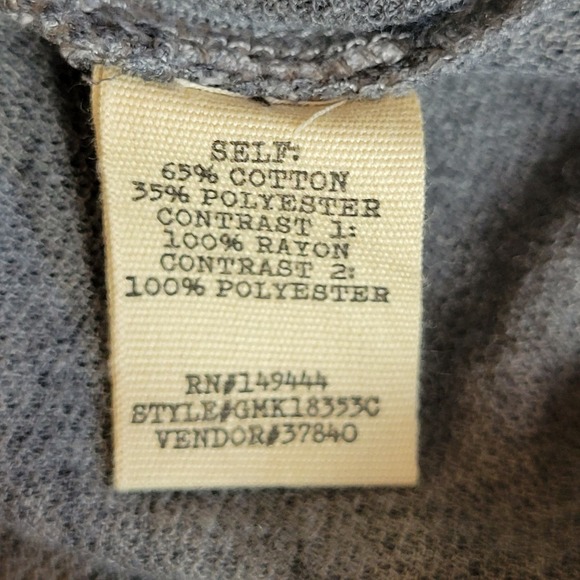 SELF:
65% COTTON
35% POLYESTER
CONTRAST 1:
100% RAYON
CONTRAST 2:
100% POLYESTER
RN#149444
STYLE#GMK18353C
VENDOR#37840